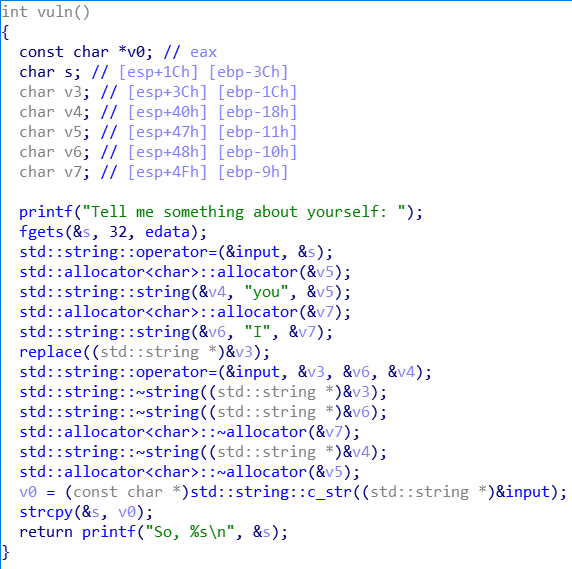 int vuln()
{
  const char *v0; // eax
  char s; // [esp+1Ch] [ebp-3Ch]
  char v3; // [esp+3Ch] [ebp-1Ch]
  char v4; // [esp+40h] [ebp-18h]
  char v5; // [esp+47h] [ebp-11h]
  char v6; // [esp+48h] [ebp-10h]
  char v7; // [esp+4Fh] [ebp-9h]

  printf("Tell me something about yourself: ");
  fgets(&s, 32, edata);
  std::string::operator=(&input, &s);
  std::allocator<char>::allocator(&v5);
  std::string::string(&v4, "you", &v5);
  std::allocator<char>::allocator(&v7);
  std::string::string(&v6, "I", &v7);
  replace((std::string *)&v3);
  std::string::operator=(&input, &v3, &v6, &v4);
  std::string::~string((std::string *)&v3);
  std::string::~string((std::string *)&v6);
  std::allocator<char>::~allocator(&v7);
  std::string::~string((std::string *)&v4);
  std::allocator<char>::~allocator(&v5);
  v0 = (const char *)std::string::c_str((std::string *)&input);
  strcpy(&s, v0);
  return printf("So, %s\n", &s);
}